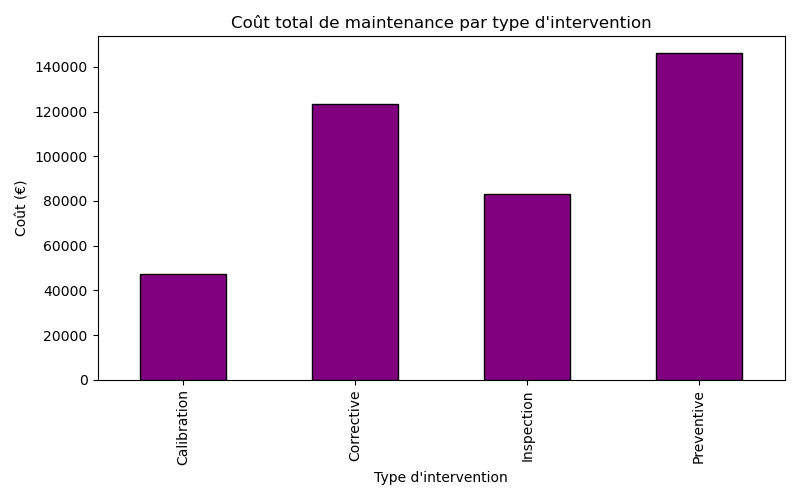 Coût total de maintenance par type d'intervention
140000
120000
100000
80000
60000
40000
20000
0
Coût (€)
Calibration
Corrective
Inspection
Preventive
Type d'intervention